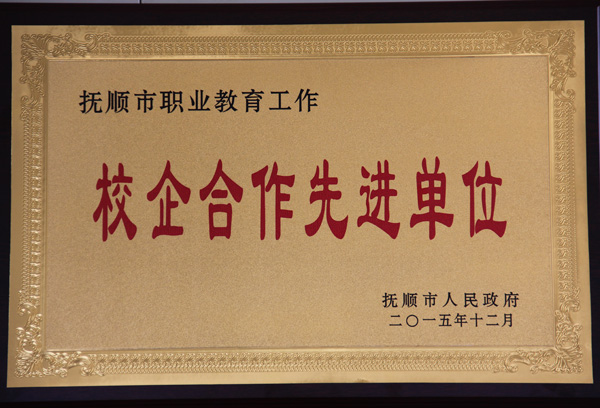 抚顺市职业教育工作
校企合作先进单位
抚顺市人民政府
二〇一五年十二月